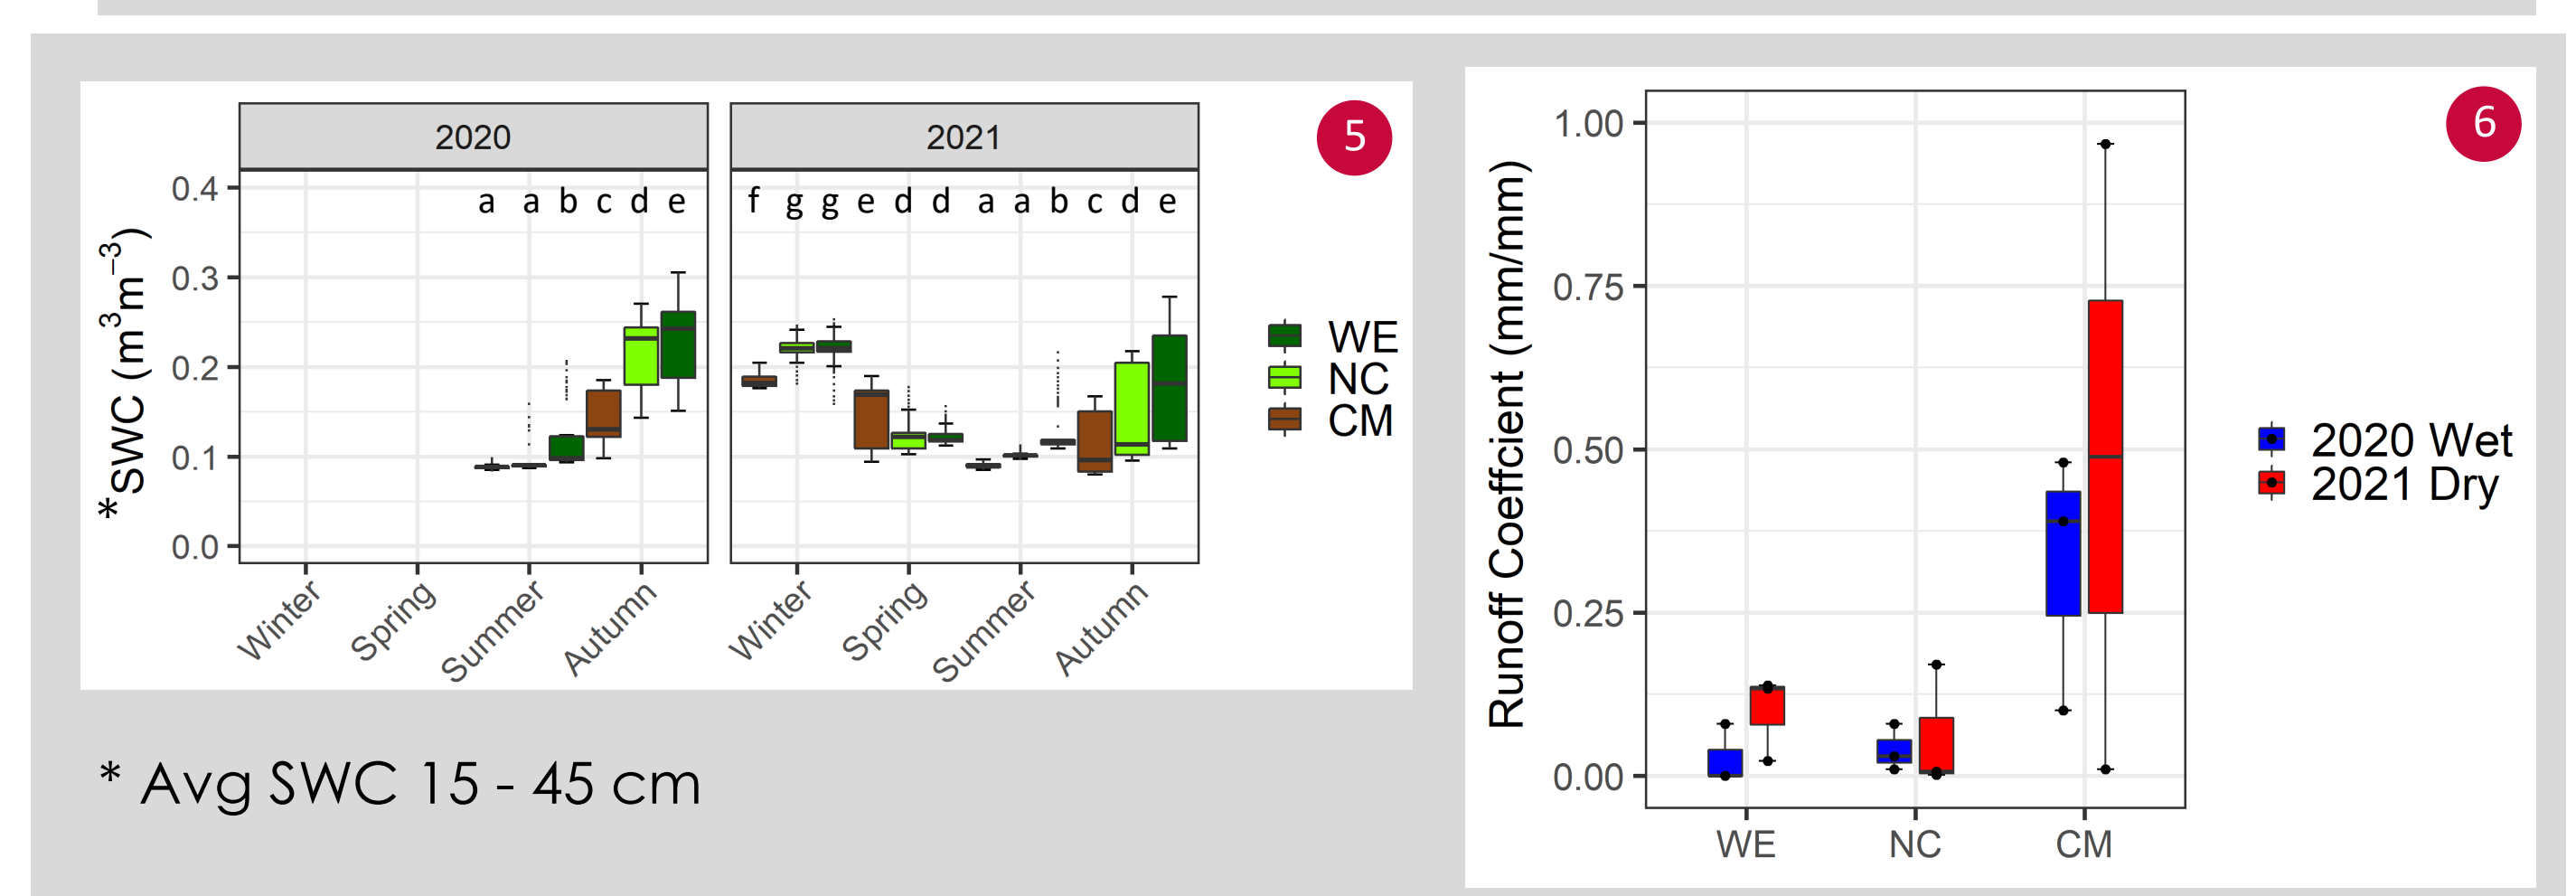 2020
2021
5
0.4
0.3
0.2
0.1
0.0
*SWC (m³m⁻³)
a a b c d e
f g g e d d a a b c d e
Winter
Spring
Summer
Autumn
Winter
Spring
Summer
Autumn
WE
NC
CM
* Avg SWC 15 - 45 cm
6
1.00
0.75
0.50
0.25
0.00
Runoff Coeffcient (mm/mm)
WE
NC
CM
2020 Wet
2021 Dry